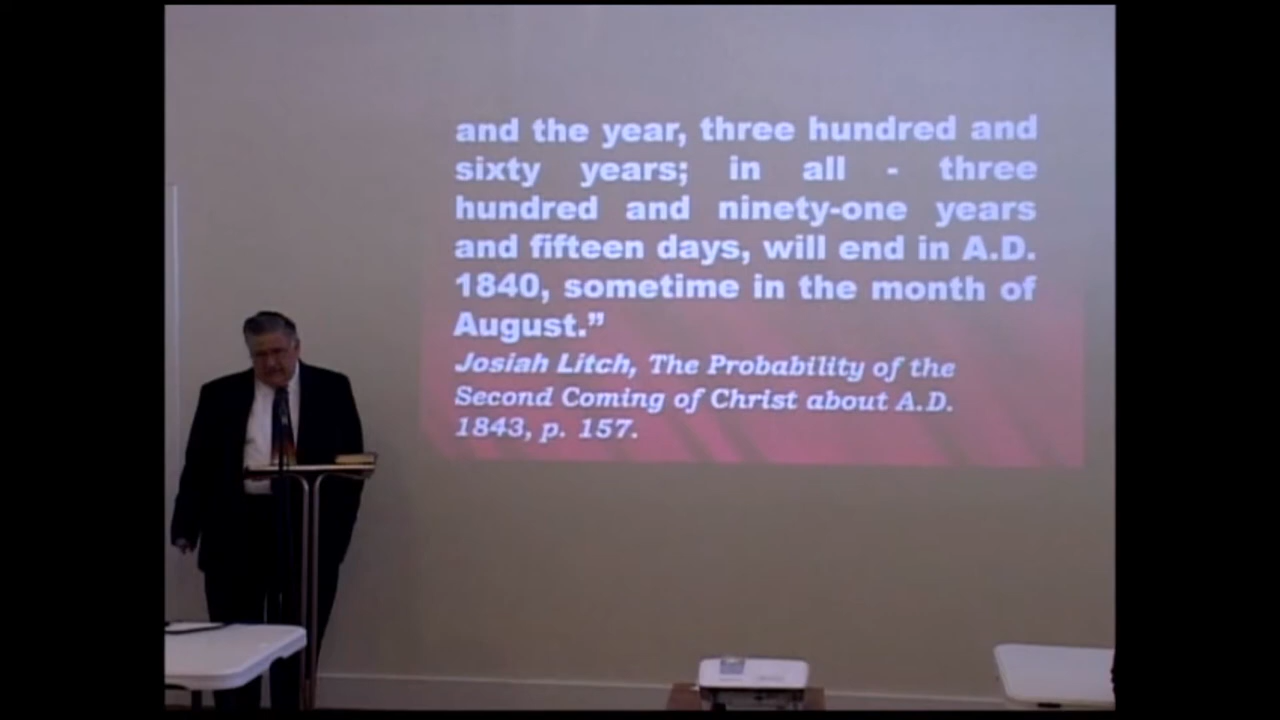 and the year, three hundred and
sixty years; in all - three
hundred and ninety-one years
and fifteen days, will end in A.D.
1840, sometime in the month of
August.”
Josiah Litch, The Probability of the
Second Coming of Christ about A.D.
1843, p. 157.